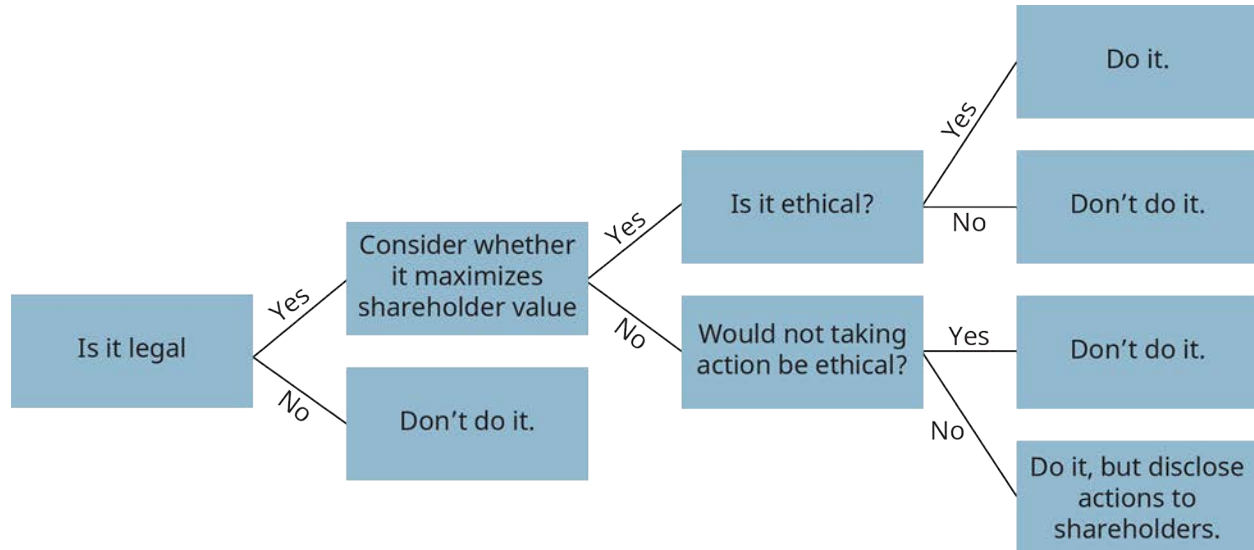 Is it legal
Yes
No
Consider whether
it maximizes
shareholder value
Don’t do it.
Yes
No
Is it ethical?
Would not taking
action be ethical?
Yes
No
Yes
No
Do it.
Don’t do it.
Don’t do it.
Do it, but disclose
actions to
shareholders.